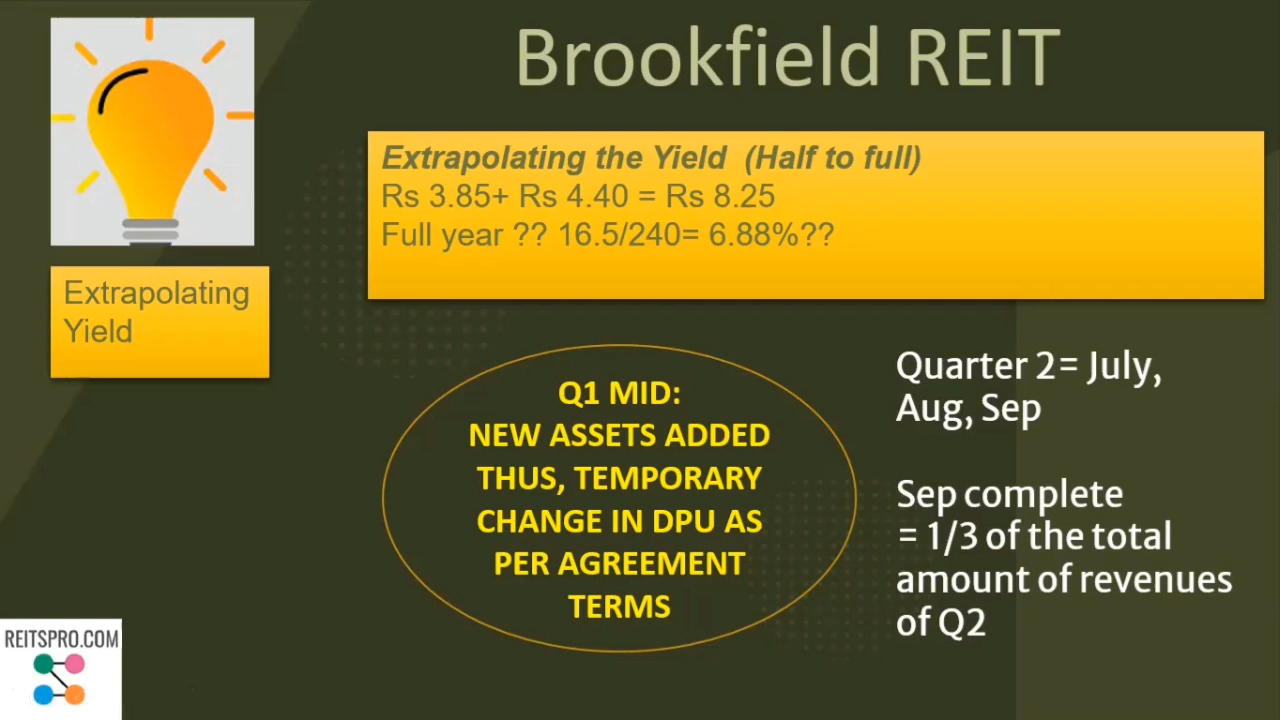 Brookfield REIT
Extrapolating the Yield (Half to full)
Rs 3.85+ Rs 4.40 = Rs 8.25
Full year ?? 16.5/240= 6.88%??
Extrapolating
Yield
Q1 MID:
NEW ASSETS ADDED
THUS, TEMPORARY
CHANGE IN DPU AS
PER AGREEMENT
TERMS
Quarter 2= July,
Aug, Sep
Sep complete
= 1/3 of the total
amount of revenues
of Q2
REITSPRO.COM